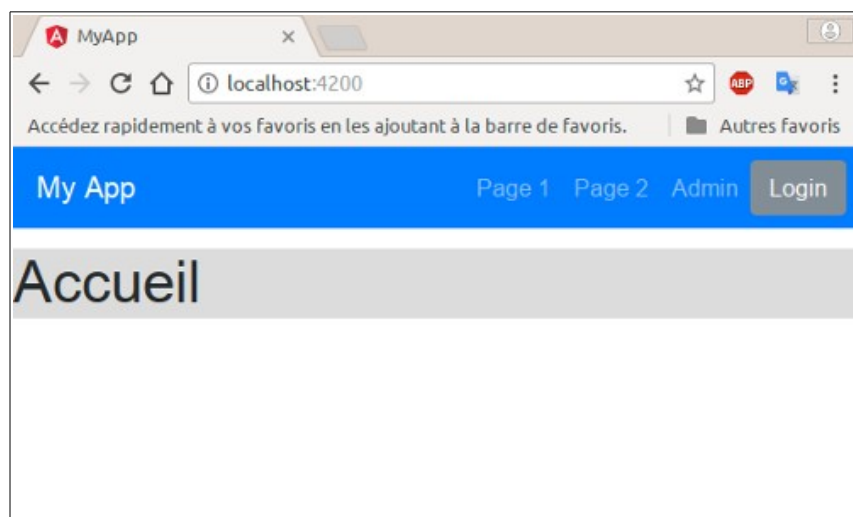 MyApp
localhost:4200
ABP
Accédez rapidement à vos favoris en les ajoutant à la barre de favoris. Autres favoris
My App Page 1 Page 2 Admin Login
Accueil